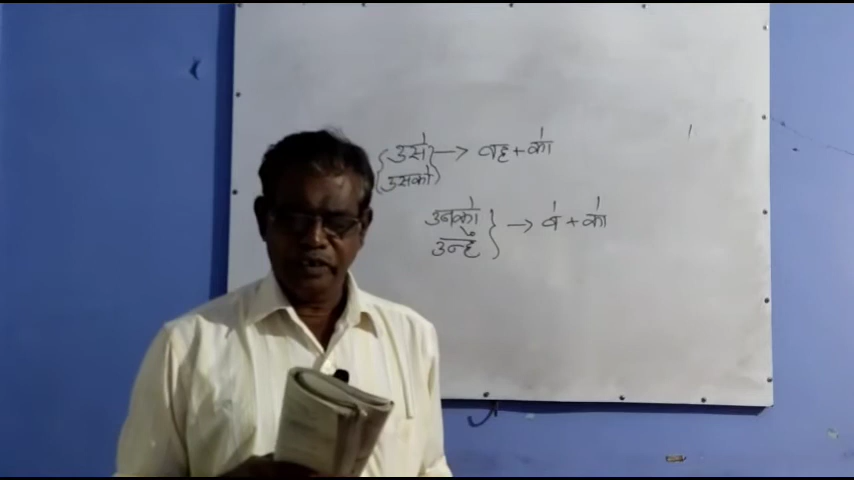 {उसे} → वह + को
{उसको}
उनको } → वे + को
उन्हें